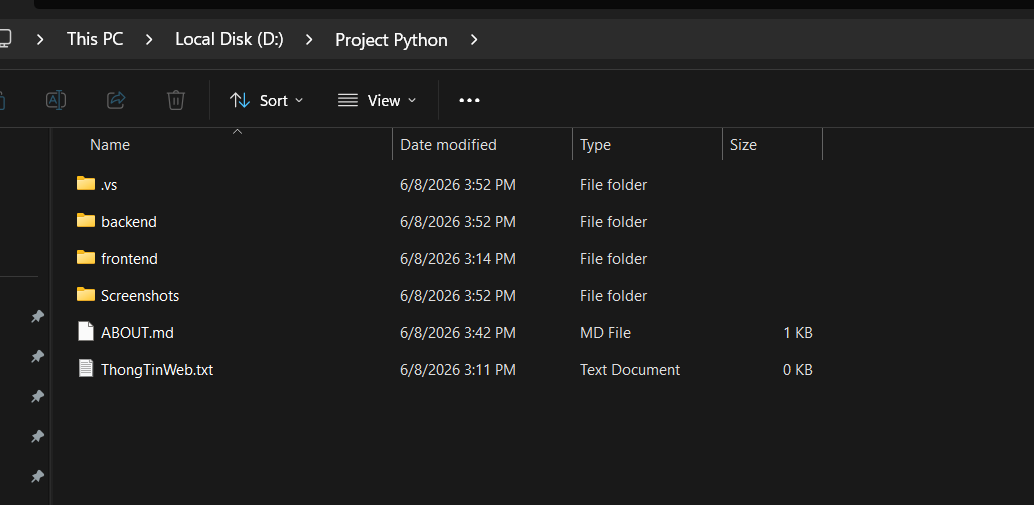 This PC > Local Disk (D:) > Project Python >
Sort View ...
Name Date modified Type Size
.vs 6/8/2026 3:52 PM File folder
backend 6/8/2026 3:52 PM File folder
frontend 6/8/2026 3:14 PM File folder
Screenshots 6/8/2026 3:52 PM File folder
ABOUT.md 6/8/2026 3:42 PM MD File 1 KB
ThongTinWeb.txt 6/8/2026 3:11 PM Text Document 0 KB